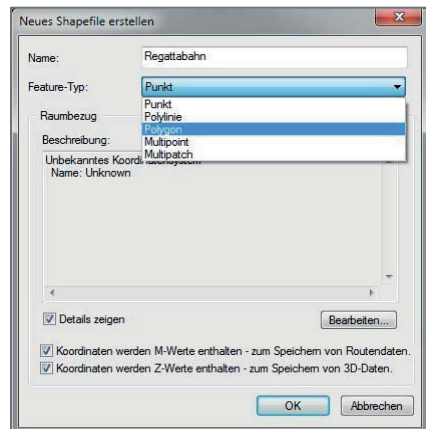 Neues Shapefile erstellen
Name:
Regattabahn
Feature-Typ:
Punkt
Punkt
Polylinie
Polygon
Multipoint
Multipatch
Raumbezug
Beschreibung:
Unbekanntes Koordinatensystem
Name: Unknown
Details zeigen
Bearbeiten...
Koordinaten werden M-Werte enthalten - zum Speichern von Routendaten.
Koordinaten werden Z-Werte enthalten - zum Speichern von 3D-Daten.
OK
Abbrechen